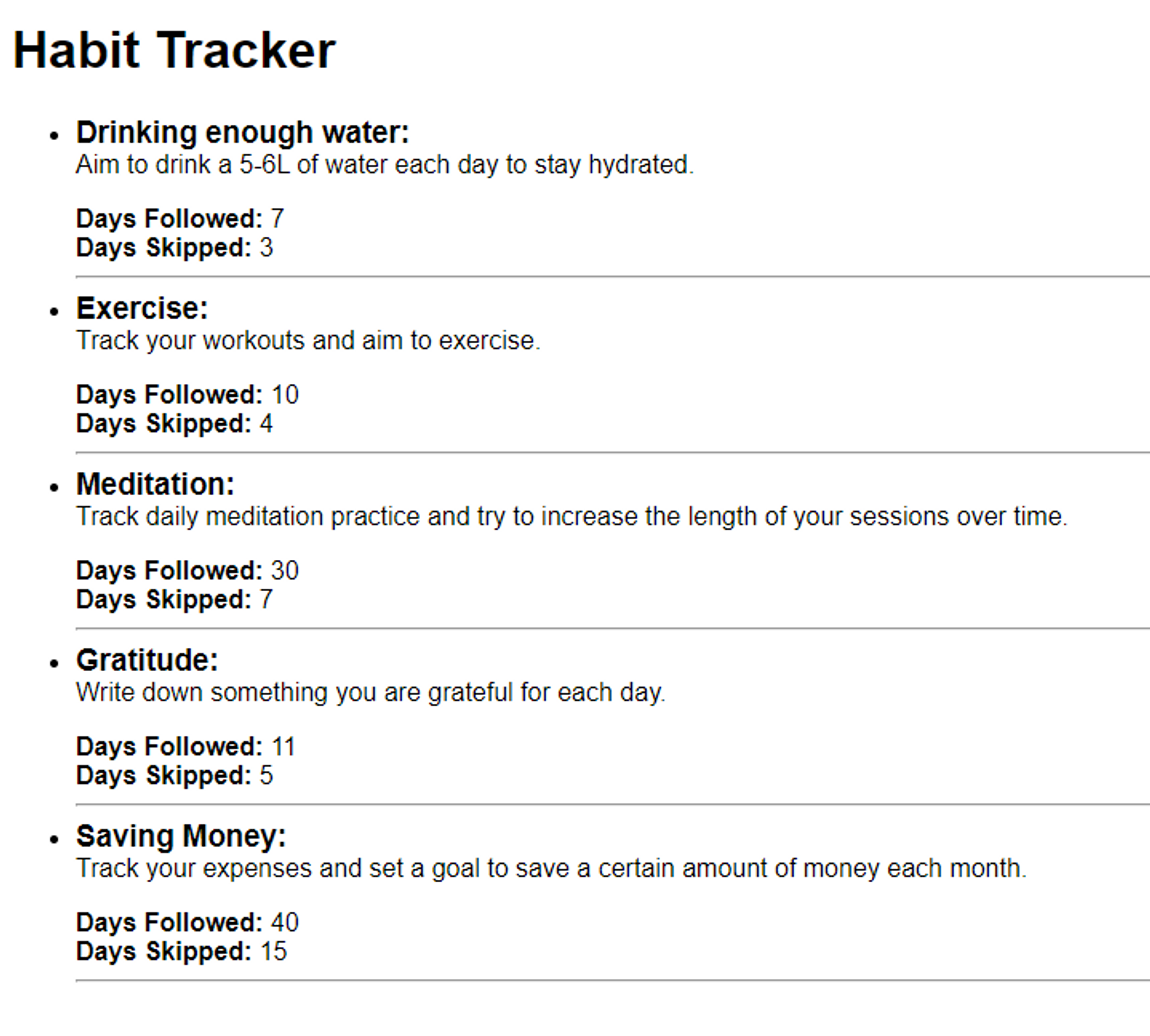 Habit Tracker
Drinking enough water:
Aim to drink a 5-6L of water each day to stay hydrated.
Days Followed: 7
Days Skipped: 3
Exercise:
Track your workouts and aim to exercise.
Days Followed: 10
Days Skipped: 4
Meditation:
Track daily meditation practice and try to increase the length of your sessions over time.
Days Followed: 30
Days Skipped: 7
Gratitude:
Write down something you are grateful for each day.
Days Followed: 11
Days Skipped: 5
Saving Money:
Track your expenses and set a goal to save a certain amount of money each month.
Days Followed: 40
Days Skipped: 15